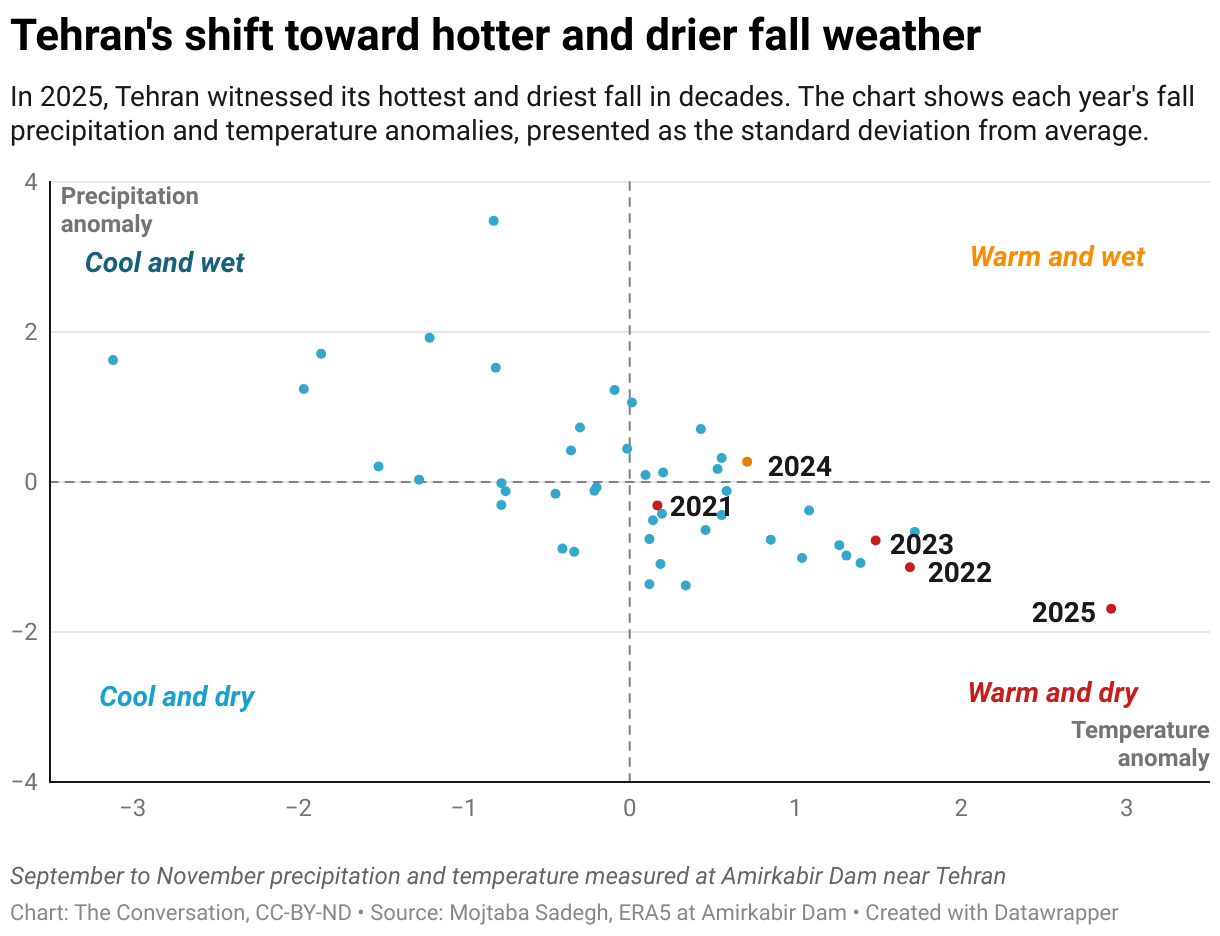 Tehran's shift toward hotter and drier fall weather
In 2025, Tehran witnessed its hottest and driest fall in decades. The chart shows each year's fall
precipitation and temperature anomalies, presented as the standard deviation from average.
4
Precipitation
anomaly
Cool and wet
Warm and wet
2
2024
0
2021
2023
2022
2025
−2
Cool and dry
Warm and dry
Temperature
anomaly
−4
−3 −2 −1 0 1 2 3
September to November precipitation and temperature measured at Amirkabir Dam near Tehran
Chart: The Conversation, CC-BY-ND • Source: Mojtaba Sadegh, ERA5 at Amirkabir Dam • Created with Datawrapper